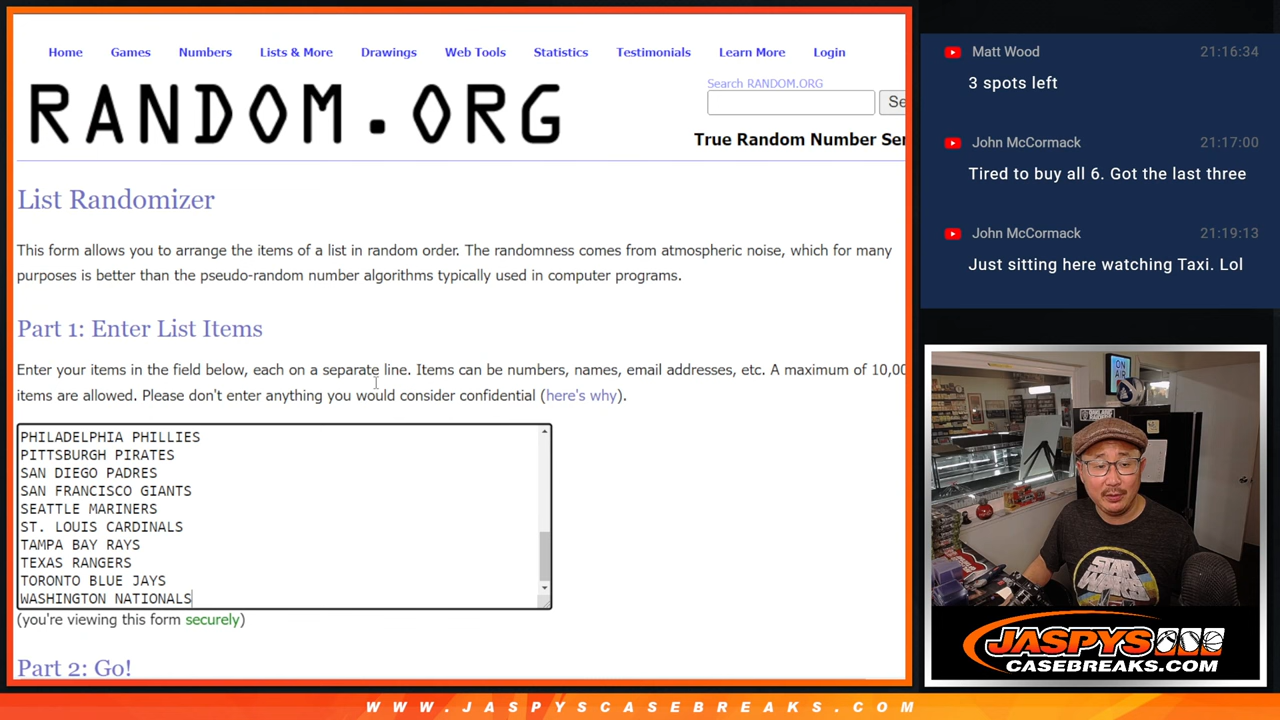 Home Games Numbers Lists & More Drawings Web Tools Statistics Testimonials Learn More Login
RANDOM.ORG
Search RANDOM.ORG
Se
True Random Number Ser
List Randomizer
This form allows you to arrange the items of a list in random order. The randomness comes from atmospheric noise, which for many
purposes is better than the pseudo-random number algorithms typically used in computer programs.
Part 1: Enter List Items
Enter your items in the field below, each on a separate line. Items can be numbers, names, email addresses, etc. A maximum of 10,00
items are allowed. Please don't enter anything you would consider confidential (here's why).
PHILADELPHIA PHILLIES
PITTSBURGH PIRATES
SAN DIEGO PADRES
SAN FRANCISCO GIANTS
SEATTLE MARINERS
ST. LOUIS CARDINALS
TAMPA BAY RAYS
TEXAS RANGERS
TORONTO BLUE JAYS
WASHINGTON NATIONALS
(you're viewing this form securely)
Part 2: Go!
Matt Wood 21:16:34
3 spots left
John McCormack 21:17:00
Tired to buy all 6. Got the last three
John McCormack 21:19:13
Just sitting here watching Taxi. Lol
ON AIR
STAR WARS
JASPYS
CASEBREAKS.COM
WWW.JASPYSCASEBREAKS.COM